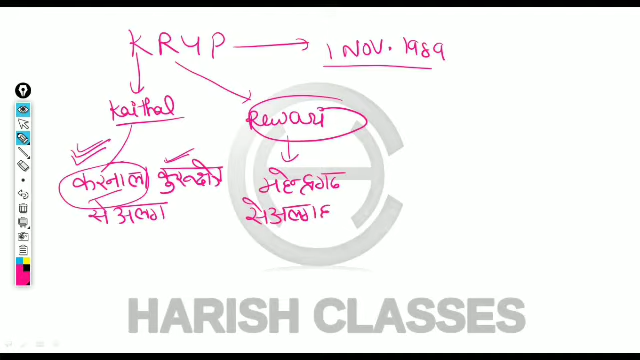 KRYP → 1 NOV. 1989
Kaithal
Rewari
करनाल कुरुक्षेत्र
से अलग
महेन्द्रगढ
से अलग
HARISH CLASSES